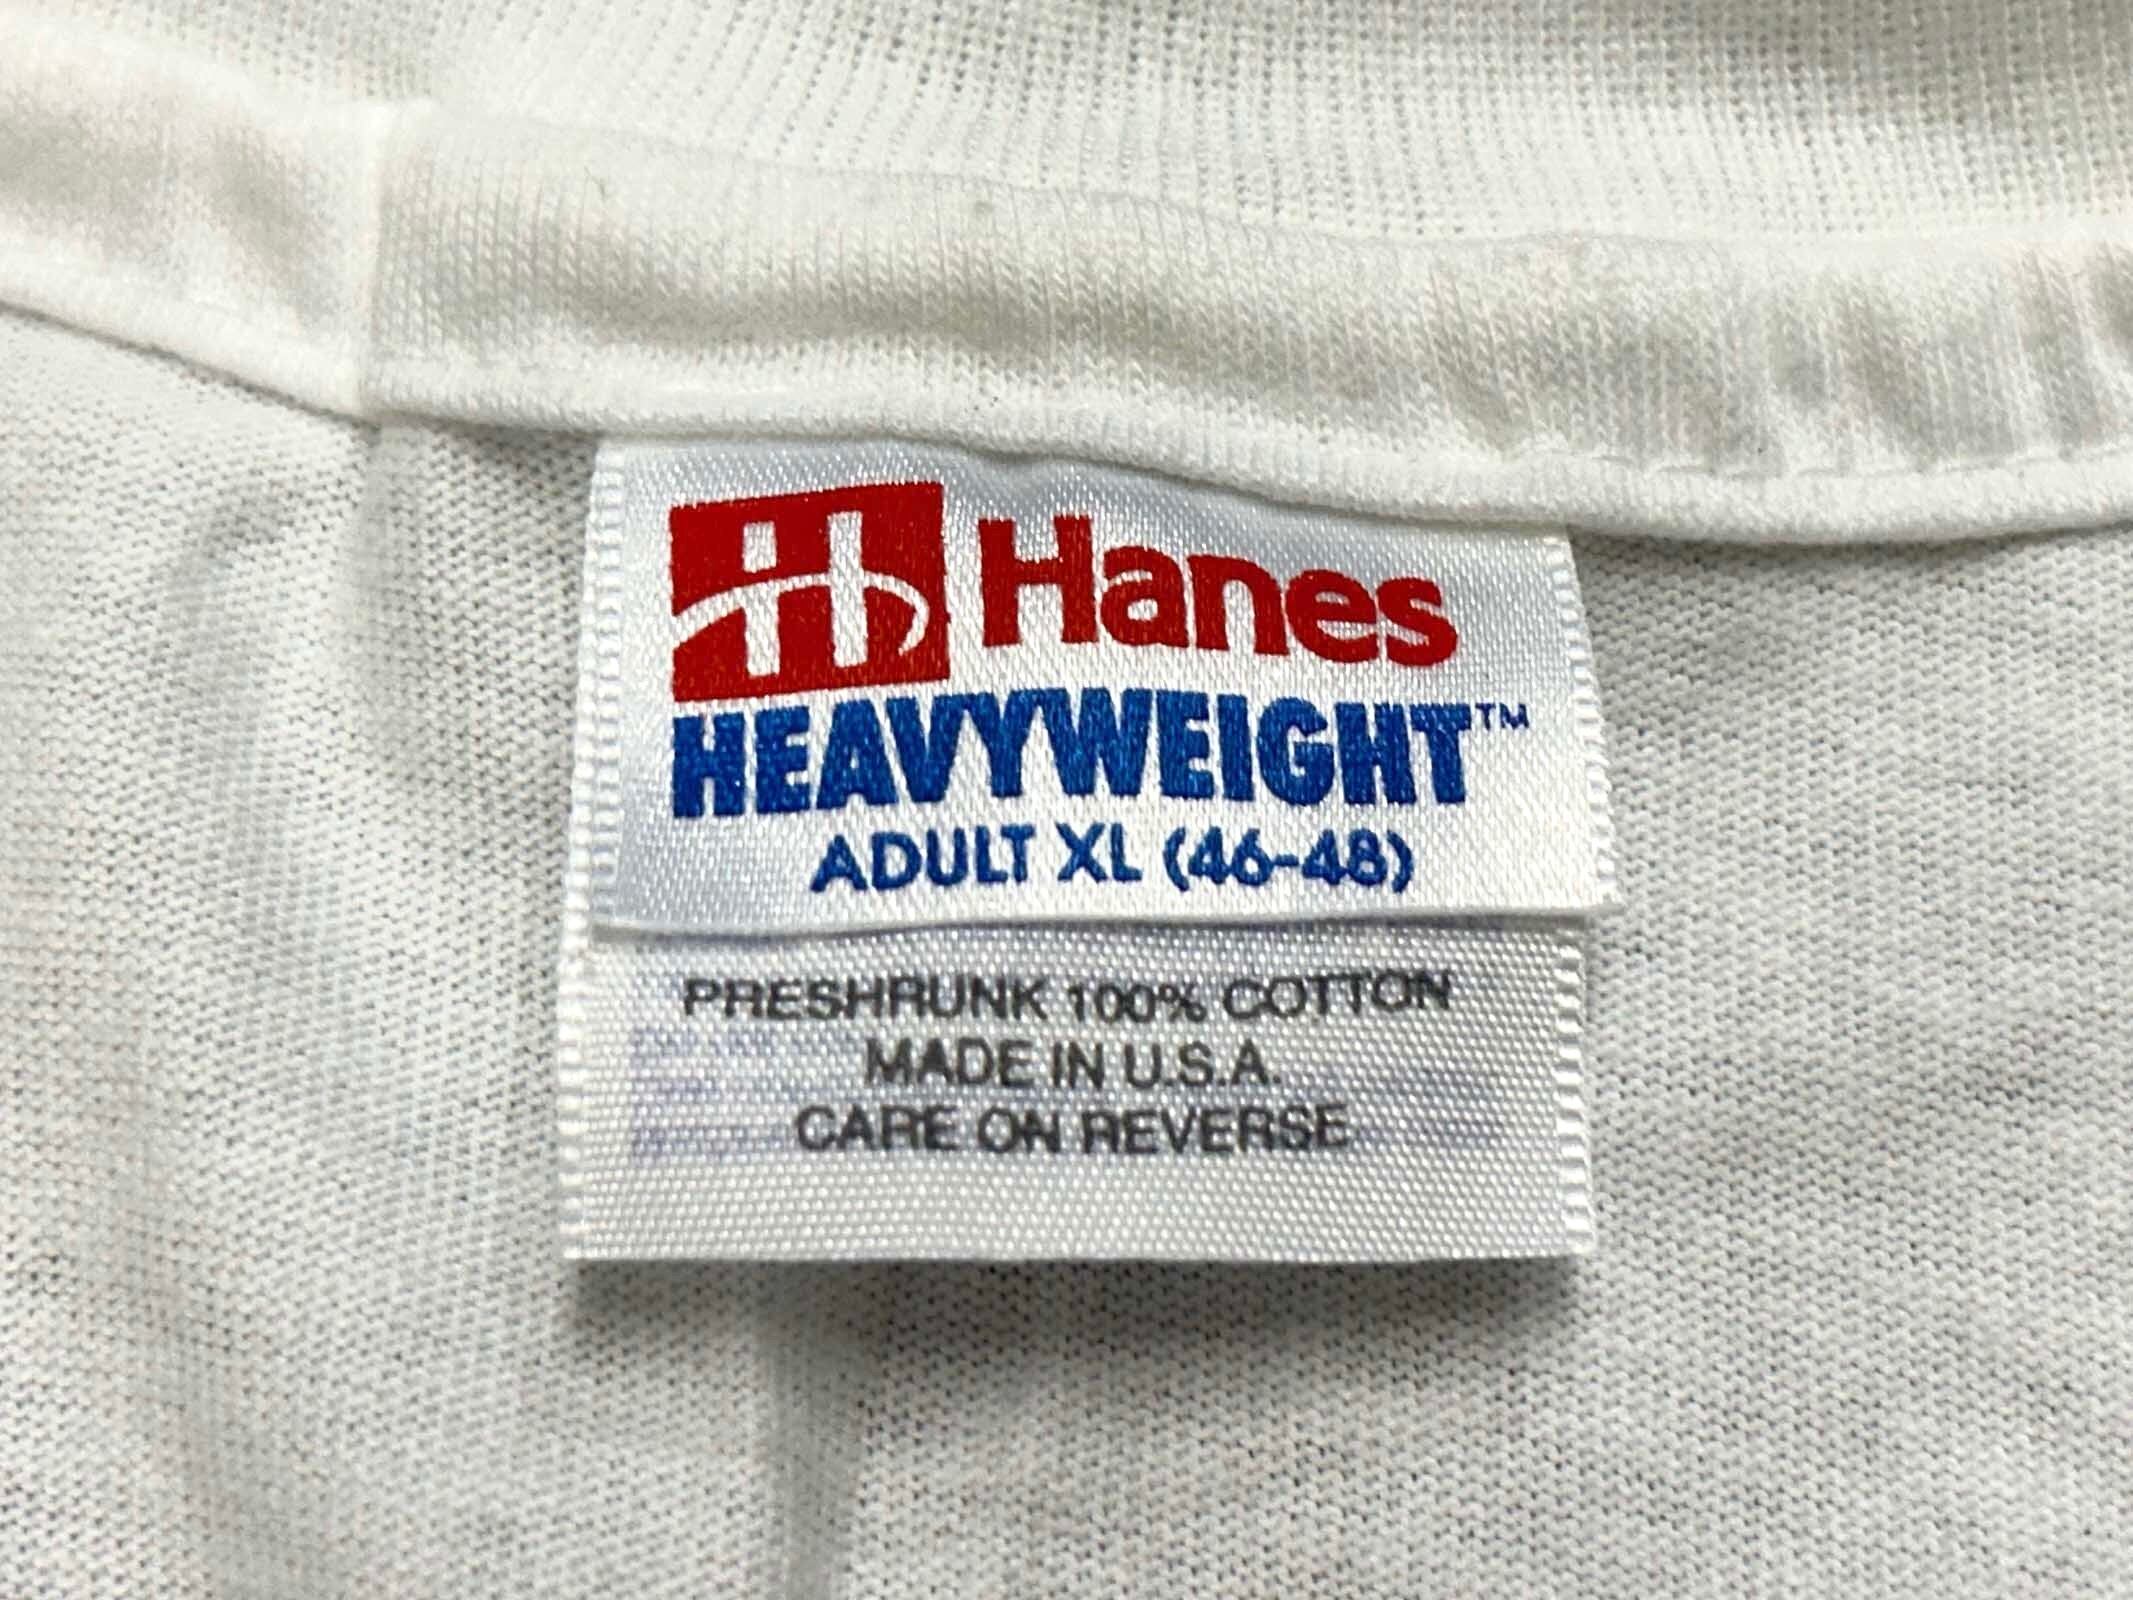 Hanes
HEAVYWEIGHT™
ADULT XL (46-48)
PRESHRUNK 100% COTTON
MADE IN U.S.A.
CARE ON REVERSE